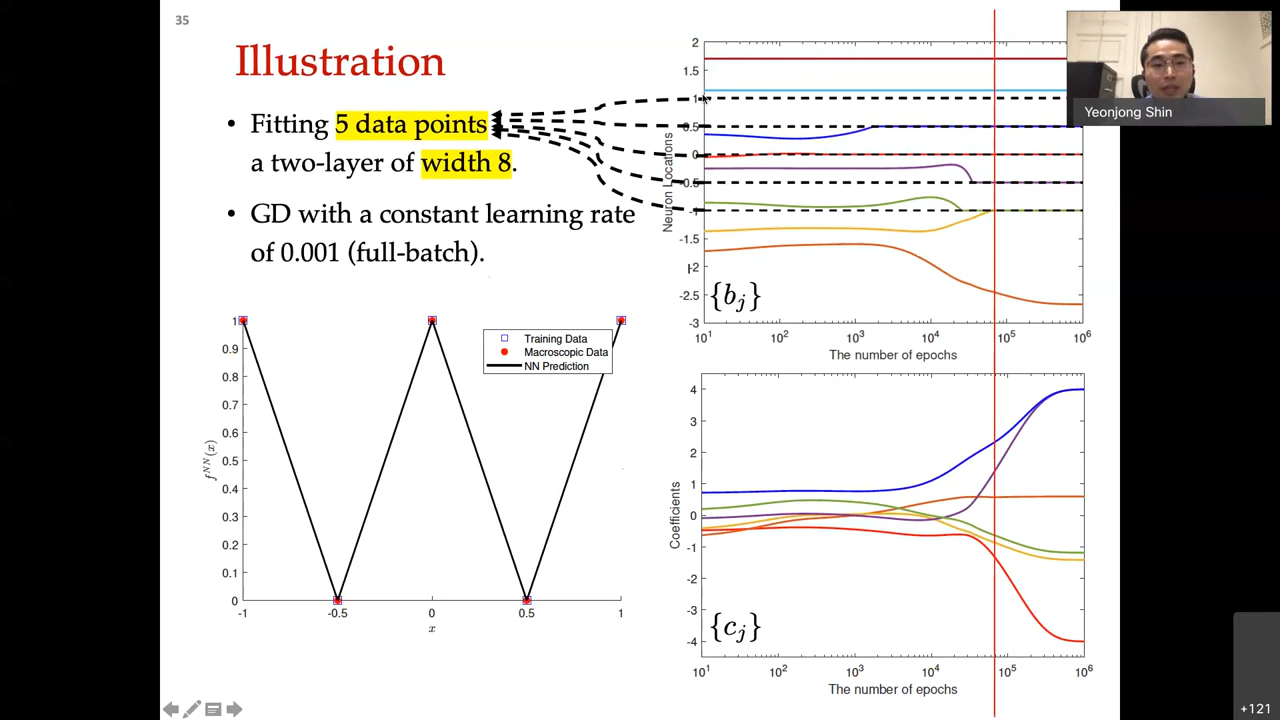 35
Illustration
• Fitting 5 data points
a two-layer of width 8.
• GD with a constant learning rate
of 0.001 (full-batch).
1
0.9
0.8
0.7
0.6
0.5
0.4
0.3
0.2
0.1
0
f^{NN}(x)
Training Data
Macroscopic Data
NN Prediction
-1
-0.5
0
0.5
1
x
2
1.5
1
0.5
0
-0.5
-1
-1.5
-2
-2.5
-3
Neuron Locations
{b_j}
10^1 10^2 10^3 10^4 10^5 10^6
The number of epochs
4
3
2
1
0
-1
-2
-3
-4
Coefficients
{c_j}
10^1 10^2 10^3 10^4 10^5 10^6
The number of epochs
Yeonjong Shin
+121